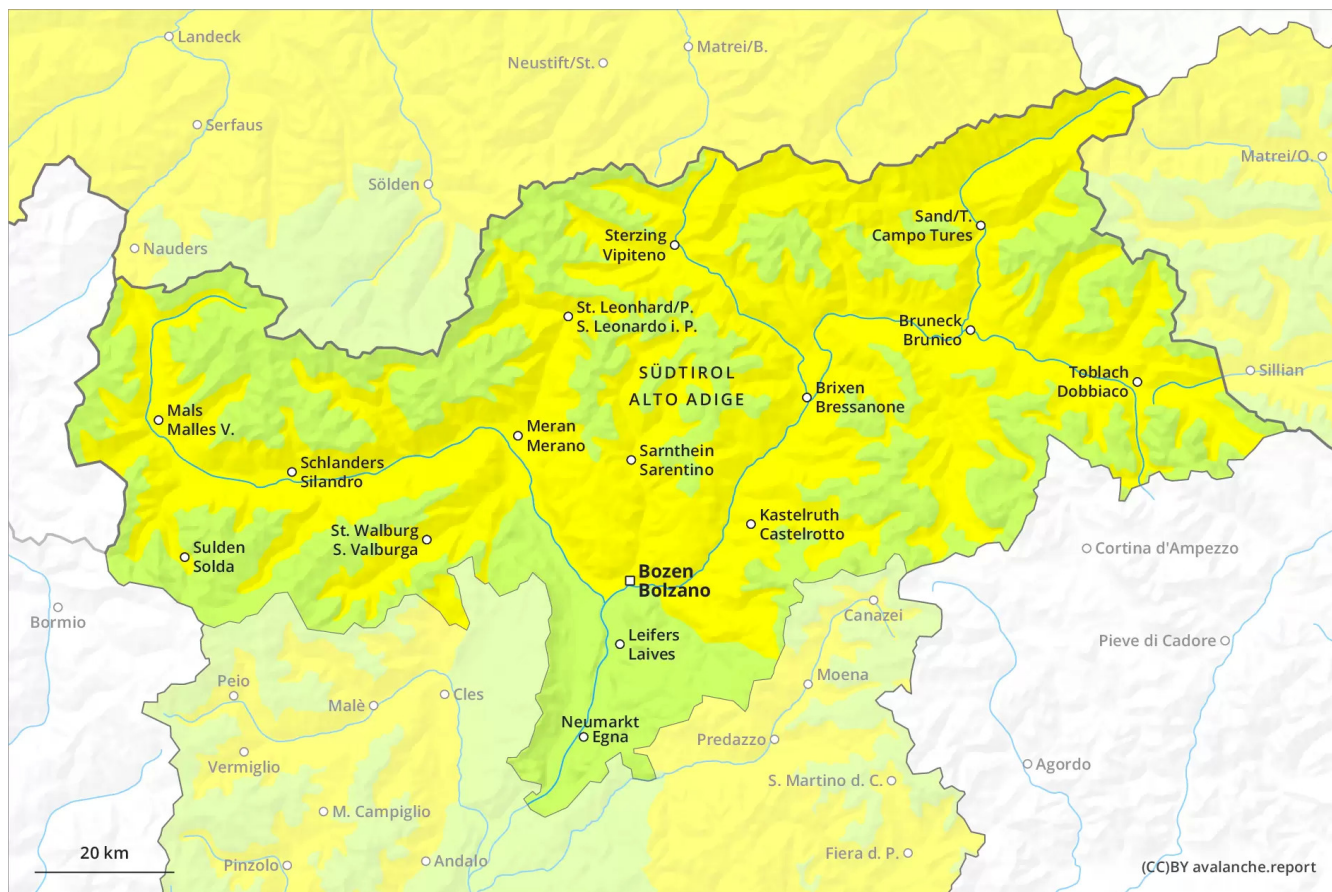 Landeck
Matrei/B.
Neustift/St.
Serfaus
Matrei/O.
Sölden
Sand/T.
Campo Tures
Nauders
Sterzing
Vipiteno
St. Leonhard/P.
S. Leonardo i. P.
Bruneck
Brunico
SÜDTIROL
ALTO ADIGE
Toblach
Dobbiaco
Sillian
Brixen
Bressanone
Mals
Malles V.
Meran
Merano
Sarnthein
Sarentino
Schlanders
Silandro
Kastelruth
Castelrotto
St. Walburg
S. Valburga
Sulden
Solda
Cortina d'Ampezzo
Bozen
Bolzano
Bormio
Canazei
Leifers
Laives
Pieve di Cadore
Peio
Moena
Cles
Malè
Neumarkt
Egna
Predazzo
Vermiglio
Agordo
S. Martino d. C.
M. Campiglio
20 km
Andalo
Fiera d. P.
Pinzolo
(CC)BY avalanche.report